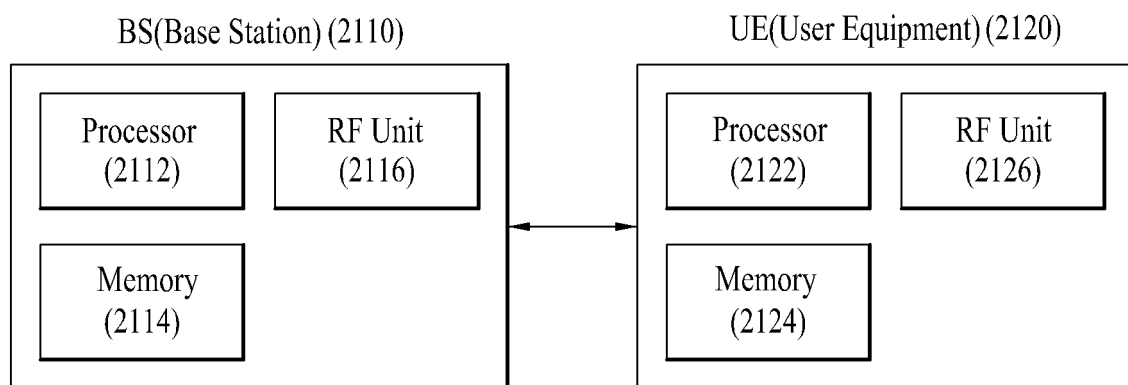 BS(Base Station) (2110)
Processor
(2112)
RF Unit
(2116)
Memory
(2114)
UE(User Equipment) (2120)
Processor
(2122)
RF Unit
(2126)
Memory
(2124)